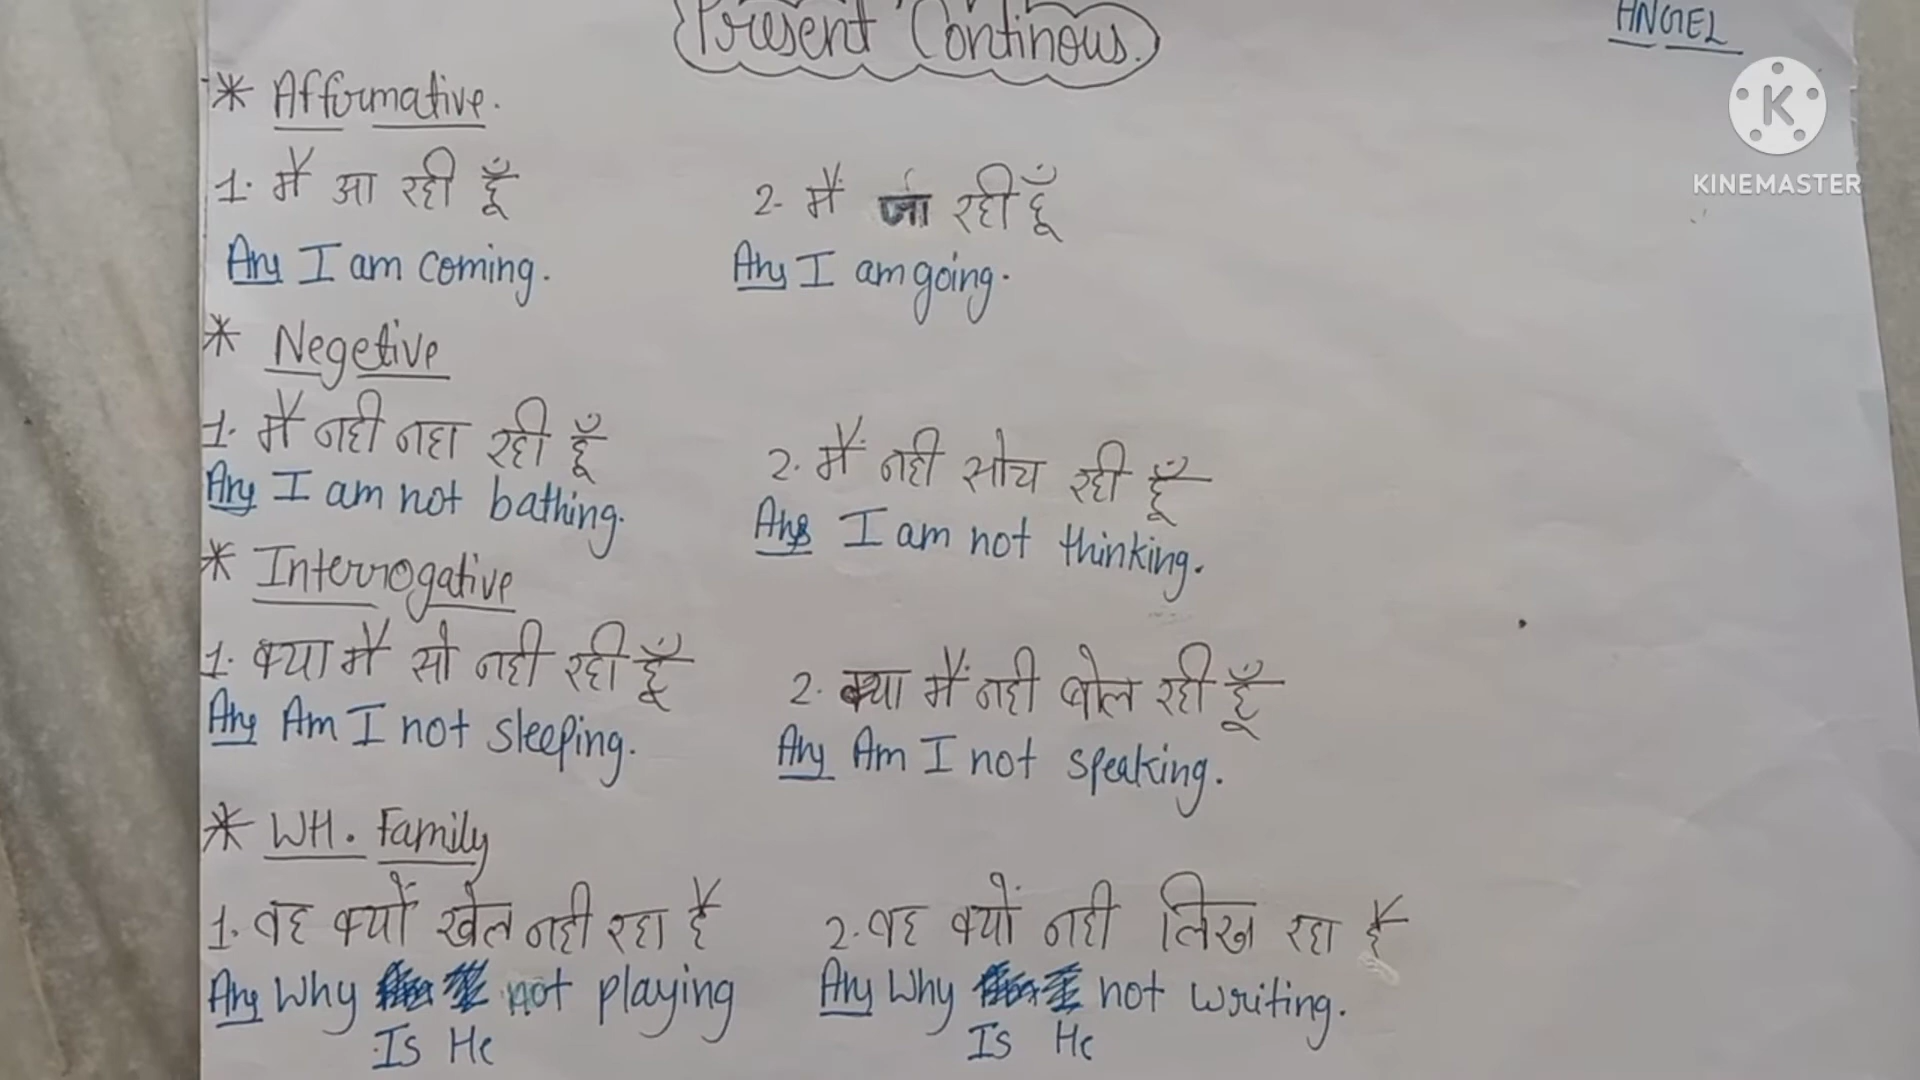 Present Continous.
ANGEL
KINEMASTER
* Affirmative.
1. मैं आ रही हूँ
2. मैं जा रही हूँ
Ans I am coming.
Ans I am going.
* Negetive
1. मैं नही नहा रही हूँ
2. मैं नही सोच रही हूँ
Ans I am not bathing.
Ans I am not thinking.
* Interrogative
1. क्या मैं सो नही रही हूँ
2. क्या मैं नही बोल रही हूँ
Ans Am I not sleeping.
Ans Am I not speaking.
* WH. Family
1. वह क्यों खेल नही रहा है
2. वह क्यों नही लिख रहा है
Ans Why not playing
Is He
Ans Why not writing.
Is He